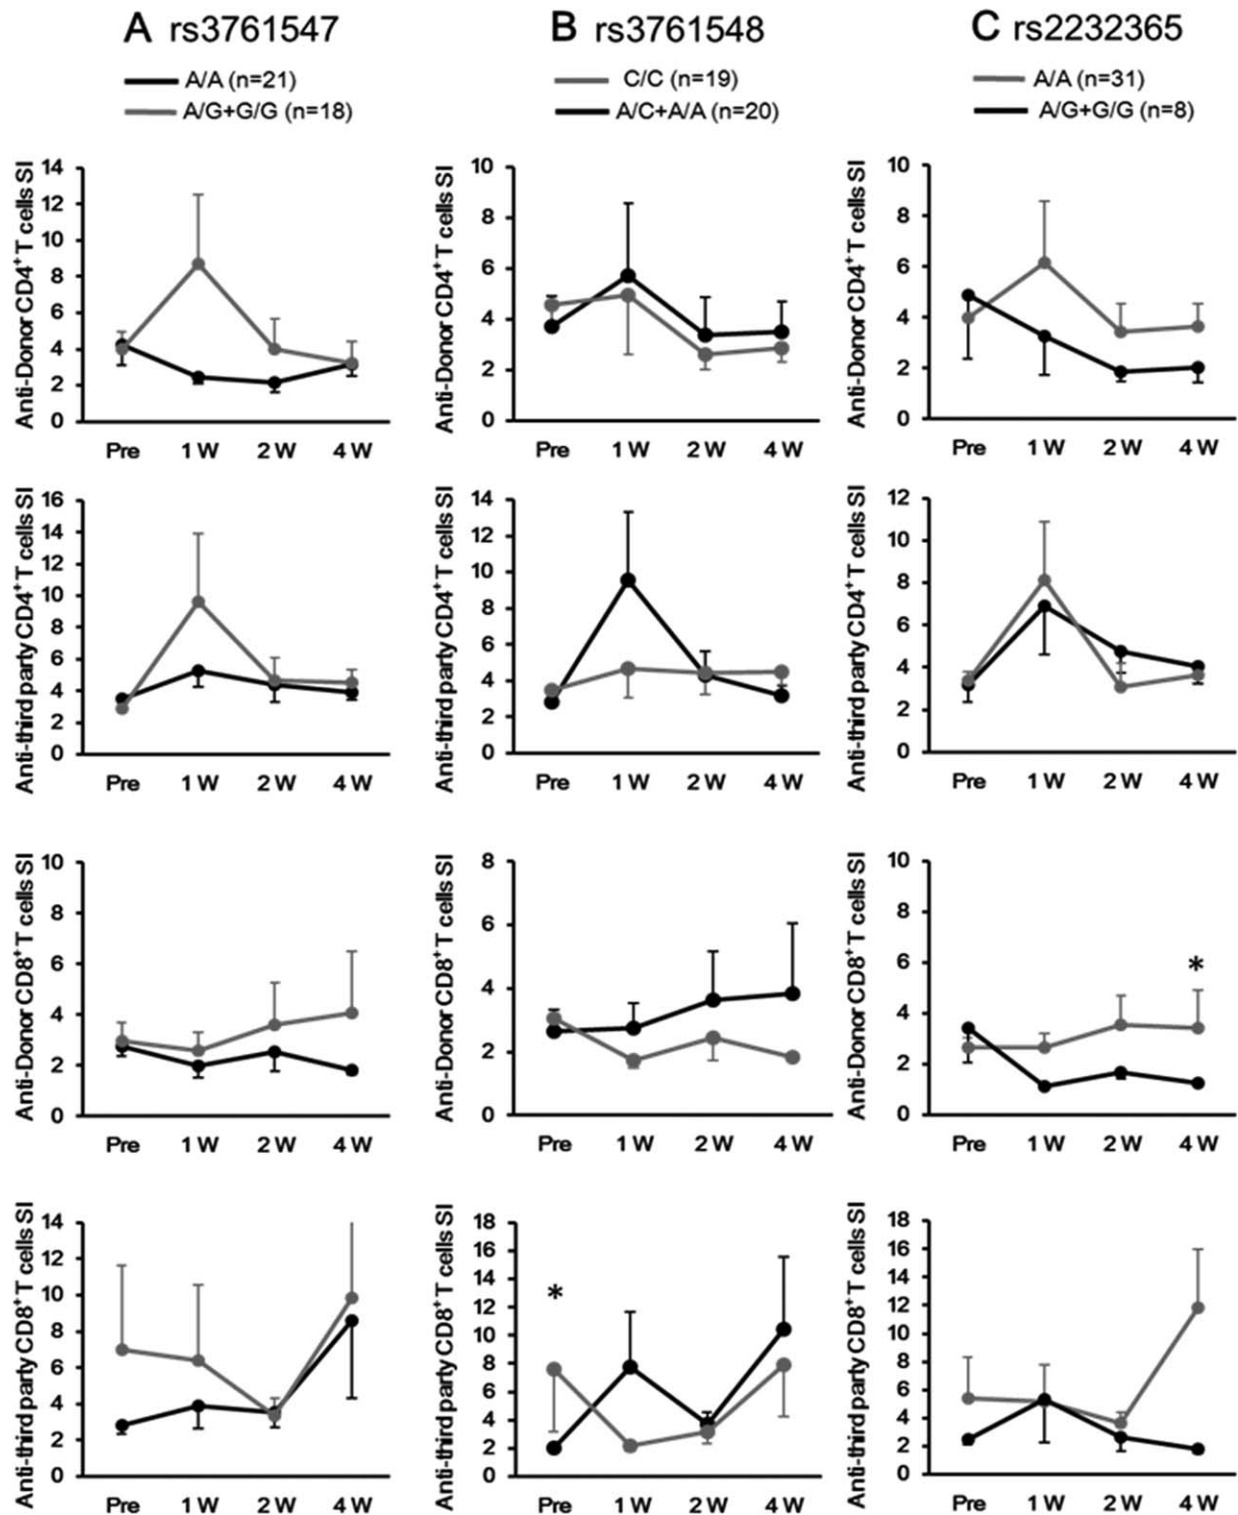 A rs3761547
A/A (n=21)
A/G+G/G (n=18)
B rs3761548
C/C (n=19)
A/C+A/A (n=20)
C rs2232365
A/A (n=31)
A/G+G/G (n=8)
Anti-Donor CD4+T cells SI
14
12
10
8
6
4
2
0
Pre 1 W 2 W 4 W
Anti-Donor CD4+T cells SI
10
8
6
4
2
0
Pre 1 W 2 W 4 W
Anti-Donor CD4+T cells SI
10
8
6
4
2
0
Pre 1 W 2 W 4 W
Anti-third party CD4+T cells SI
16
14
12
10
8
6
4
2
0
Pre 1 W 2 W 4 W
Anti-third party CD4+T cells SI
14
12
10
8
6
4
2
0
Pre 1 W 2 W 4 W
Anti-third party CD4+T cells SI
12
10
8
6
4
2
0
Pre 1 W 2 W 4 W
Anti-Donor CD8+T cells SI
10
8
6
4
2
0
Pre 1 W 2 W 4 W
Anti-Donor CD8+T cells SI
8
6
4
2
0
Pre 1 W 2 W 4 W
Anti-Donor CD8+T cells SI
10
8
6
4
2
0
*
Pre 1 W 2 W 4 W
Anti-third party CD8+T cells SI
14
12
10
8
6
4
2
0
Pre 1 W 2 W 4 W
Anti-third party CD8+T cells SI
18
16
14
12
10
8
6
4
2
0
*
Pre 1 W 2 W 4 W
Anti-third party CD8+T cells SI
18
16
14
12
10
8
6
4
2
0
Pre 1 W 2 W 4 W